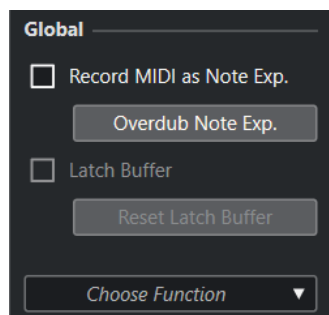 Global
Record MIDI as Note Exp.
Overdub Note Exp.
Latch Buffer
Reset Latch Buffer
Choose Function